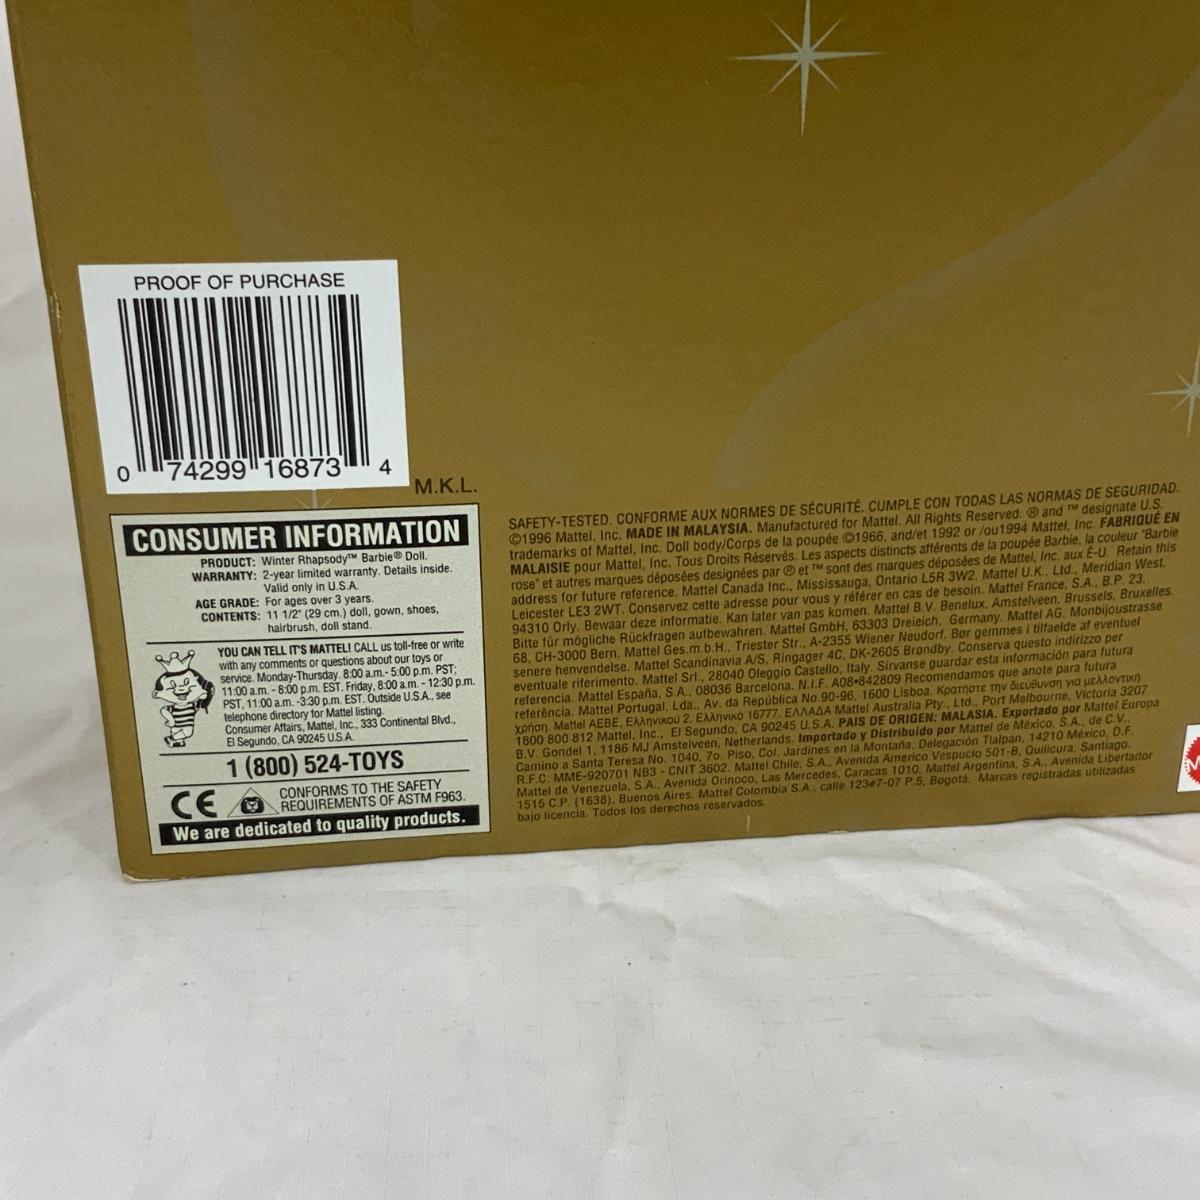 PROOF OF PURCHASE
0 74299 16873 4
M.K.L.
CONSUMER INFORMATION
PRODUCT: Winter Rhapsody™ Barbie® Doll.
WARRANTY: 2-year limited warranty. Details inside.
Valid only in U.S.A.
AGE GRADE: For ages over 3 years.
CONTENTS: 11 1/2" (29 cm.) doll, gown, shoes,
hairbrush, doll stand.
YOU CAN TELL IT'S MATTEL! CALL us toll-free or write
with any comments or questions about our toys or
service. Monday-Thursday. 8:00 a.m.- 5:00 p.m. PST;
11:00 a.m. - 8:00 p.m. EST. Friday, 8:00 a.m. - 12:30 p.m.
PST, 11:00 a.m. -3:30 p.m. EST. Outside U.S.A., see
telephone directory for Mattel listing.
Consumer Affairs, Mattel, Inc., 333 Continental Blvd.,
El Segundo, CA 90245 U.S.A.
1 (800) 524-TOYS
CE
CONFORMS TO THE SAFETY
REQUIREMENTS OF ASTM F963.
We are dedicated to quality products.
SAFETY-TESTED. CONFORME AUX NORMES DE SÉCURITÉ. CUMPLE CON TODAS LAS NORMAS DE SEGURIDAD.
©1996 Mattel, Inc. MADE IN MALAYSIA. Manufactured for Mattel. All Rights Reserved. ® and ™ designate U.S.
trademarks of Mattel, Inc. Doll body/Corps de la poupée ©1966, and/et 1992 or /ou1994 Mattel, Inc. FABRIQUÉ EN
MALAISIE pour Mattel, Inc. Tous Droits Réservés. Les aspects distincts afférents de la poupée Barbie, la couleur "Barbie
rose" et autres marques déposées designées par ® et ™ sont des marques déposées de Mattel, Inc. aux É-U. Retain this
address for future reference. Mattel Canada Inc., Mississauga, Ontario L5R 3W2. Mattel U.K., Ltd., Meridian West,
Leicester LE3 2WT. Conservez cette adresse pour vous y référer en cas de besoin. Mattel France, S.A., B.P. 23,
94310 Orly. Bewaar deze informatie. Kan later van pas komen. Mattel B.V. Benelux, Amstelveen, Brussels, Bruxelles.
Bitte für mögliche Rückfragen aufbewahren. Mattel GmbH, 63303 Dreieich, Germany. Mattel AG, Monbijoustrasse
68, CH-3000 Bern. Mattel Ges.m.b.H., Triester Str., A-2355 Wiener Neudorf. Bør gemmes i tilfaelde af eventuel
senere henvendelse. Mattel Scandinavia A/S, Ringager 4C, DK-2605 Brøndby. Conserva questo indirizzo per
eventuale riferimento. Mattel Srl., 28040 Oleggio Castello, Italy. Sírvanse guardar esta información para futura
referencia. Mattel España, S.A., 08036 Barcelona. N.I.F. A08•842809 Recomendamos que anote para futura
referência. Mattel Portugal, Lda., Av. da República No.90-96, 1600 Lisboa. Κρατήστε την διεύθυνση για μελλοντική
χρήση. Mattel AEBE, Ελληνικού 2, Ελληνικό 16777. ΕΛΛΑΔΑ Mattel Australia Pty., Ltd., Port Melbourne, Victoria 3207
1800 800 812 Mattel, Inc., El Segundo, CA 90245 U.S.A. PAIS DE ORIGEN: MALASIA. Exportado por Mattel Europa
B.V. Gondel 1, 1186 MJ Amstelveen, Netherlands. Importado y Distribuido por Mattel de México, S.A., de C.V.,
Camino a Santa Teresa No. 1040, 7o. Piso, Col. Jardines en la Montaña, Delegación Tlalpan, 14210 México, D.F.
R.F.C. MME-920701 NB3 - CNIT 3602. Mattel Chile, S.A., Avenida Americo Vespucio 501-B, Quilicura, Santiago.
Mattel de Venezuela, S.A., Avenida Orinoco, Las Mercedes, Caracas 1010. Mattel Argentina, S.A., Avenida Libertador
1515 C.P. (1638), Buenos Aires. Mattel Colombia S.A., calle 123#7-07 P.5, Bogotá. Marcas registradas utilizadas
bajo licencia. Todos los derechos reservados.